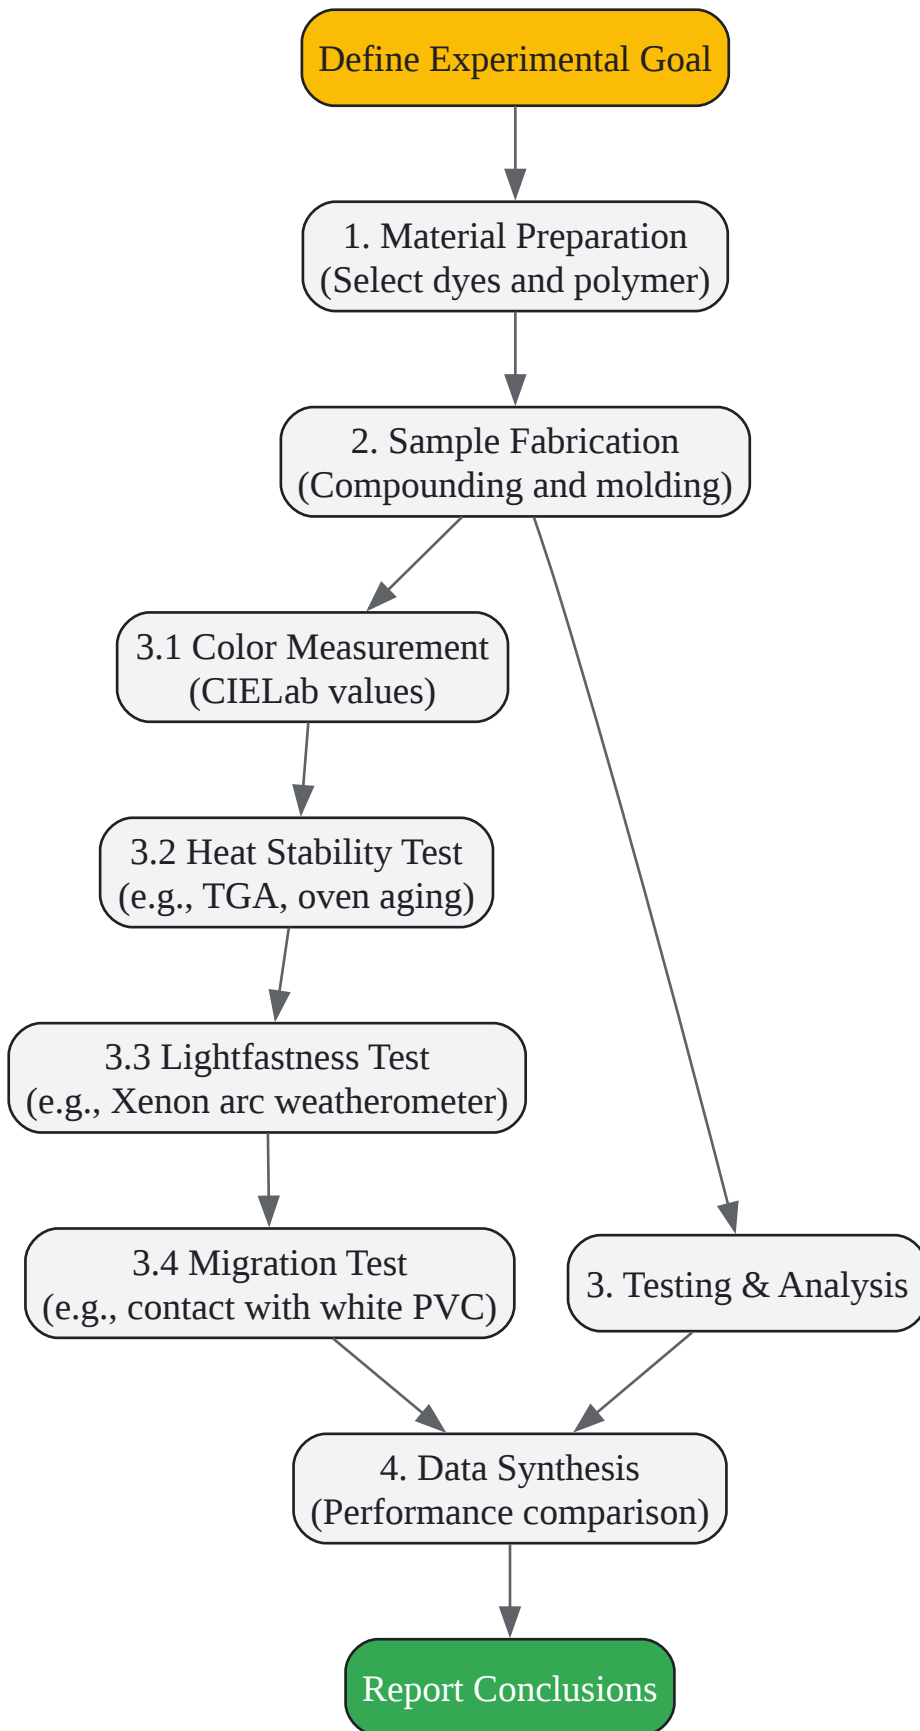 Define Experimental Goal
1. Material Preparation
(Select dyes and polymer)
2. Sample Fabrication
(Compounding and molding)
3.1 Color Measurement
(CIELab values)
3.2 Heat Stability Test
(e.g., TGA, oven aging)
3.3 Lightfastness Test
(e.g., Xenon arc weatherometer)
3.4 Migration Test
(e.g., contact with white PVC)
3. Testing & Analysis
4. Data Synthesis
(Performance comparison)
Report Conclusions